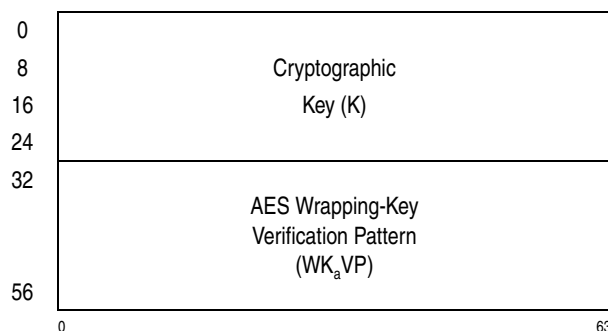 0
8 Cryptographic
16 Key (K)
24
32
AES Wrapping-Key
Verification Pattern
(WKaVP)
56
0 63